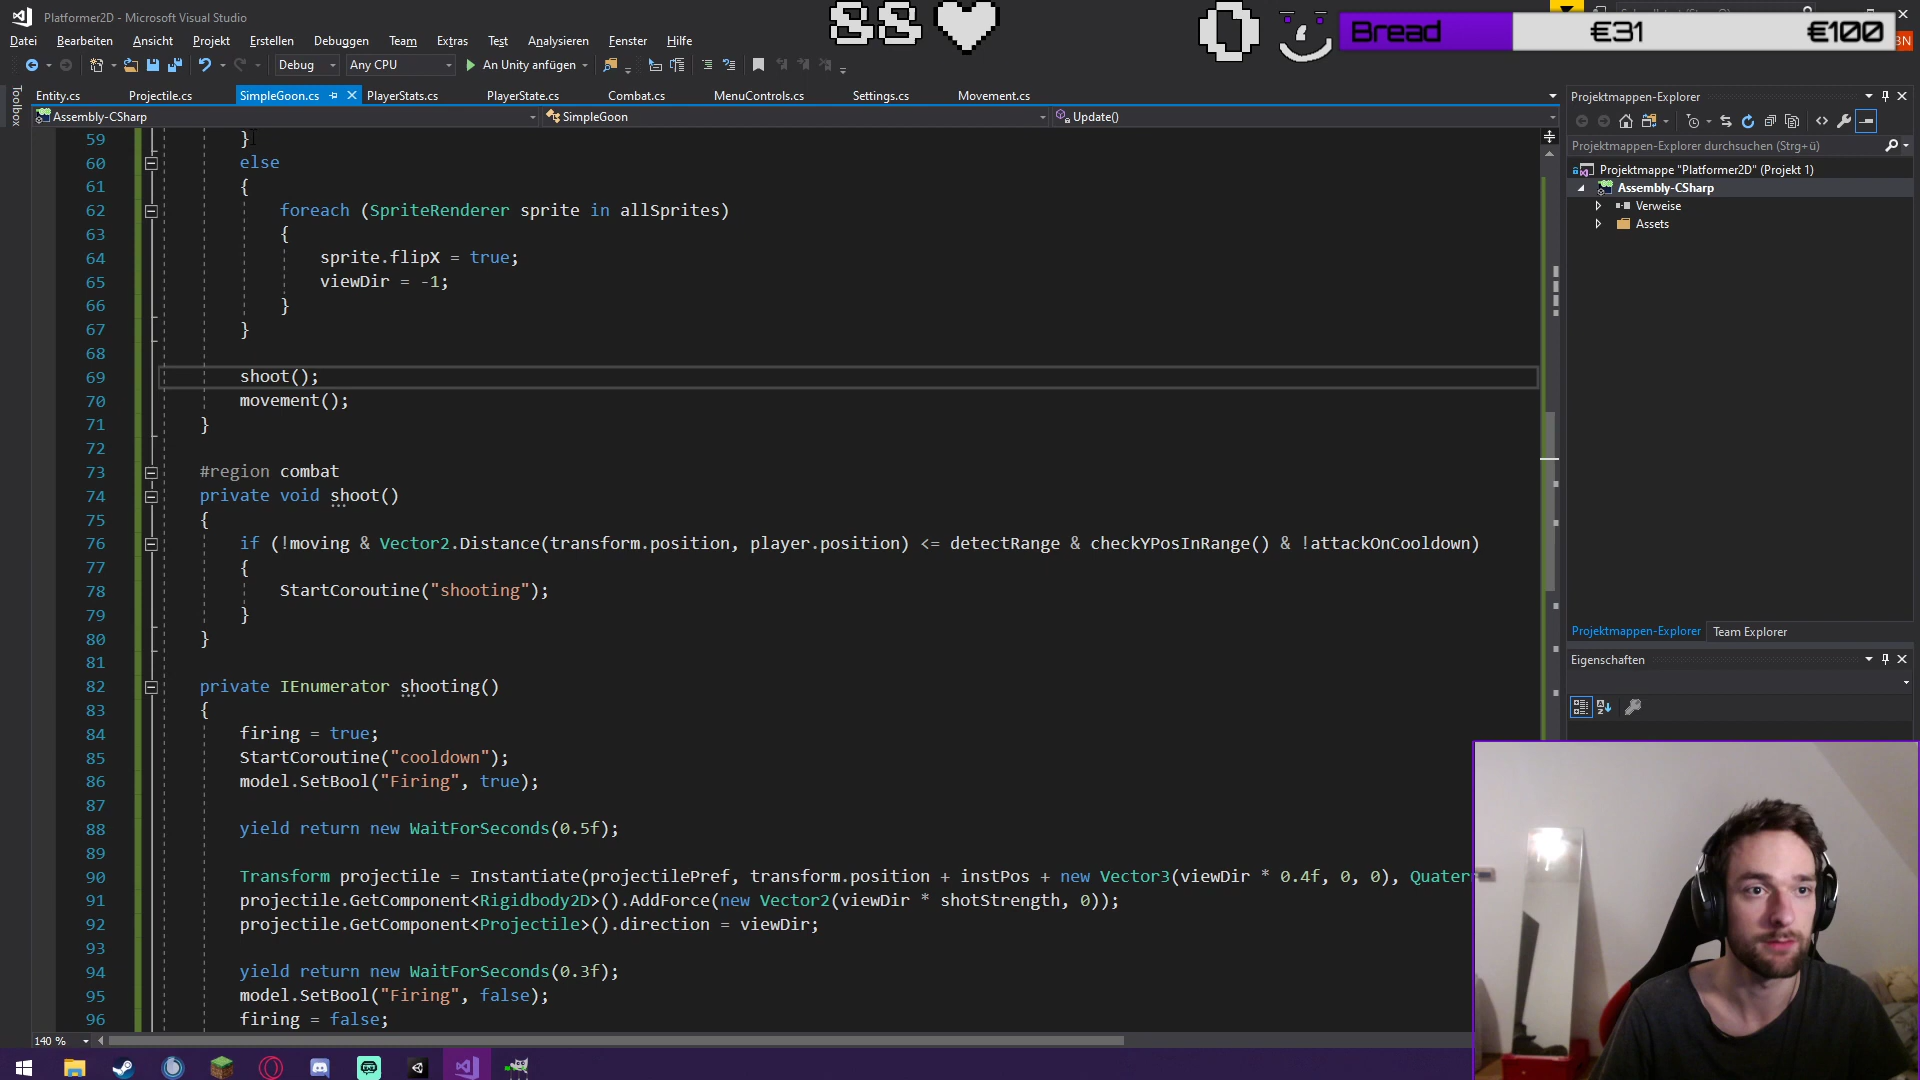 Platformer2D - Microsoft Visual Studio
88
0
Bread €31 €100
Datei Bearbeiten Ansicht Projekt Erstellen Debuggen Team Extras Test Analysieren Fenster Hilfe
Debug Any CPU An Unity anfügen
Toolbox
Entity.cs Projectile.cs SimpleGoon.cs PlayerStats.cs PlayerState.cs Combat.cs MenuControls.cs Settings.cs Movement.cs
Assembly-CSharp SimpleGoon Update()
59 }
60 else
61 {
62 foreach (SpriteRenderer sprite in allSprites)
63 {
64 sprite.flipX = true;
65 viewDir = -1;
66 }
67 }
68
69 shoot();
70 movement();
71 }
72
73 #region combat
74 private void shoot()
75 {
76 if (!moving & Vector2.Distance(transform.position, player.position) <= detectRange & checkYPosInRange() & !attackOnCooldown)
77 {
78 StartCoroutine("shooting");
79 }
80 }
81
82 private IEnumerator shooting()
83 {
84 firing = true;
85 StartCoroutine("cooldown");
86 model.SetBool("Firing", true);
87
88 yield return new WaitForSeconds(0.5f);
89
90 Transform projectile = Instantiate(projectilePref, transform.position + instPos + new Vector3(viewDir * 0.4f, 0, 0), Quater
91 projectile.GetComponent<Rigidbody2D>().AddForce(new Vector2(viewDir * shotStrength, 0));
92 projectile.GetComponent<Projectile>().direction = viewDir;
93
94 yield return new WaitForSeconds(0.3f);
95 model.SetBool("Firing", false);
96 firing = false;
140 %
Projektmappen-Explorer
Projektmappen-Explorer durchsuchen (Strg+ü)
Projektmappe "Platformer2D" (Projekt 1)
Assembly-CSharp
Verweise
Assets
Projektmappen-Explorer Team Explorer
Eigenschaften